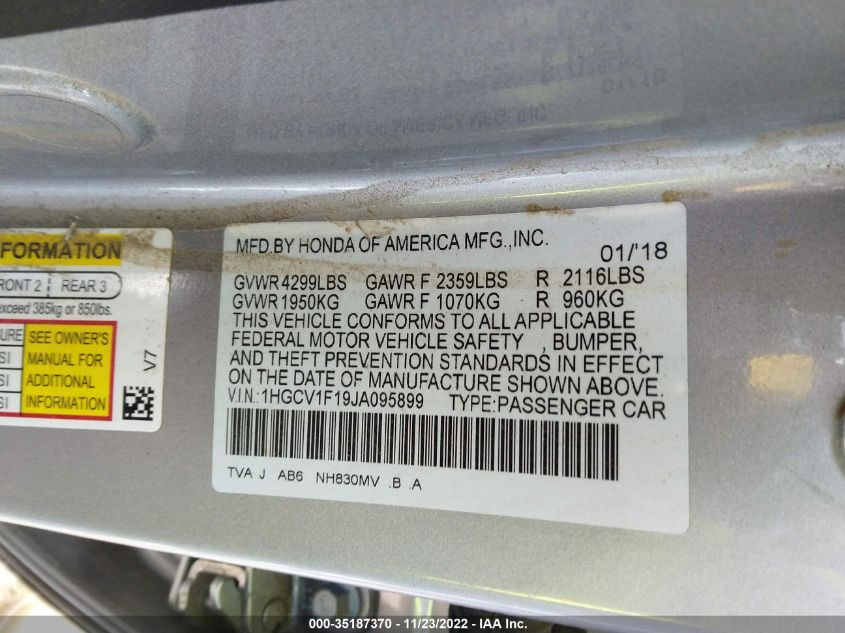 MFD.BY HONDA OF AMERICA MFG.,INC. 01/'18
GVWR 4299LBS GAWR F 2359LBS R 2116LBS
GVWR 1950KG GAWR F 1070KG R 960KG
THIS VEHICLE CONFORMS TO ALL APPLICABLE
FEDERAL MOTOR VEHICLE SAFETY , BUMPER,
AND THEFT PREVENTION STANDARDS IN EFFECT
ON THE DATE OF MANUFACTURE SHOWN ABOVE.
V.I.N.:1HGCV1F19JA095899 TYPE:PASSENGER CAR
TVA J AB6 NH830MV .B .A
FORMATION
RONT 2 REAR 3
exceed 385kg or 850lbs.
URE SEE OWNER'S
SI MANUAL FOR
SI ADDITIONAL
SI INFORMATION
V7
000-35187370 - 11/23/2022 - IAA Inc.